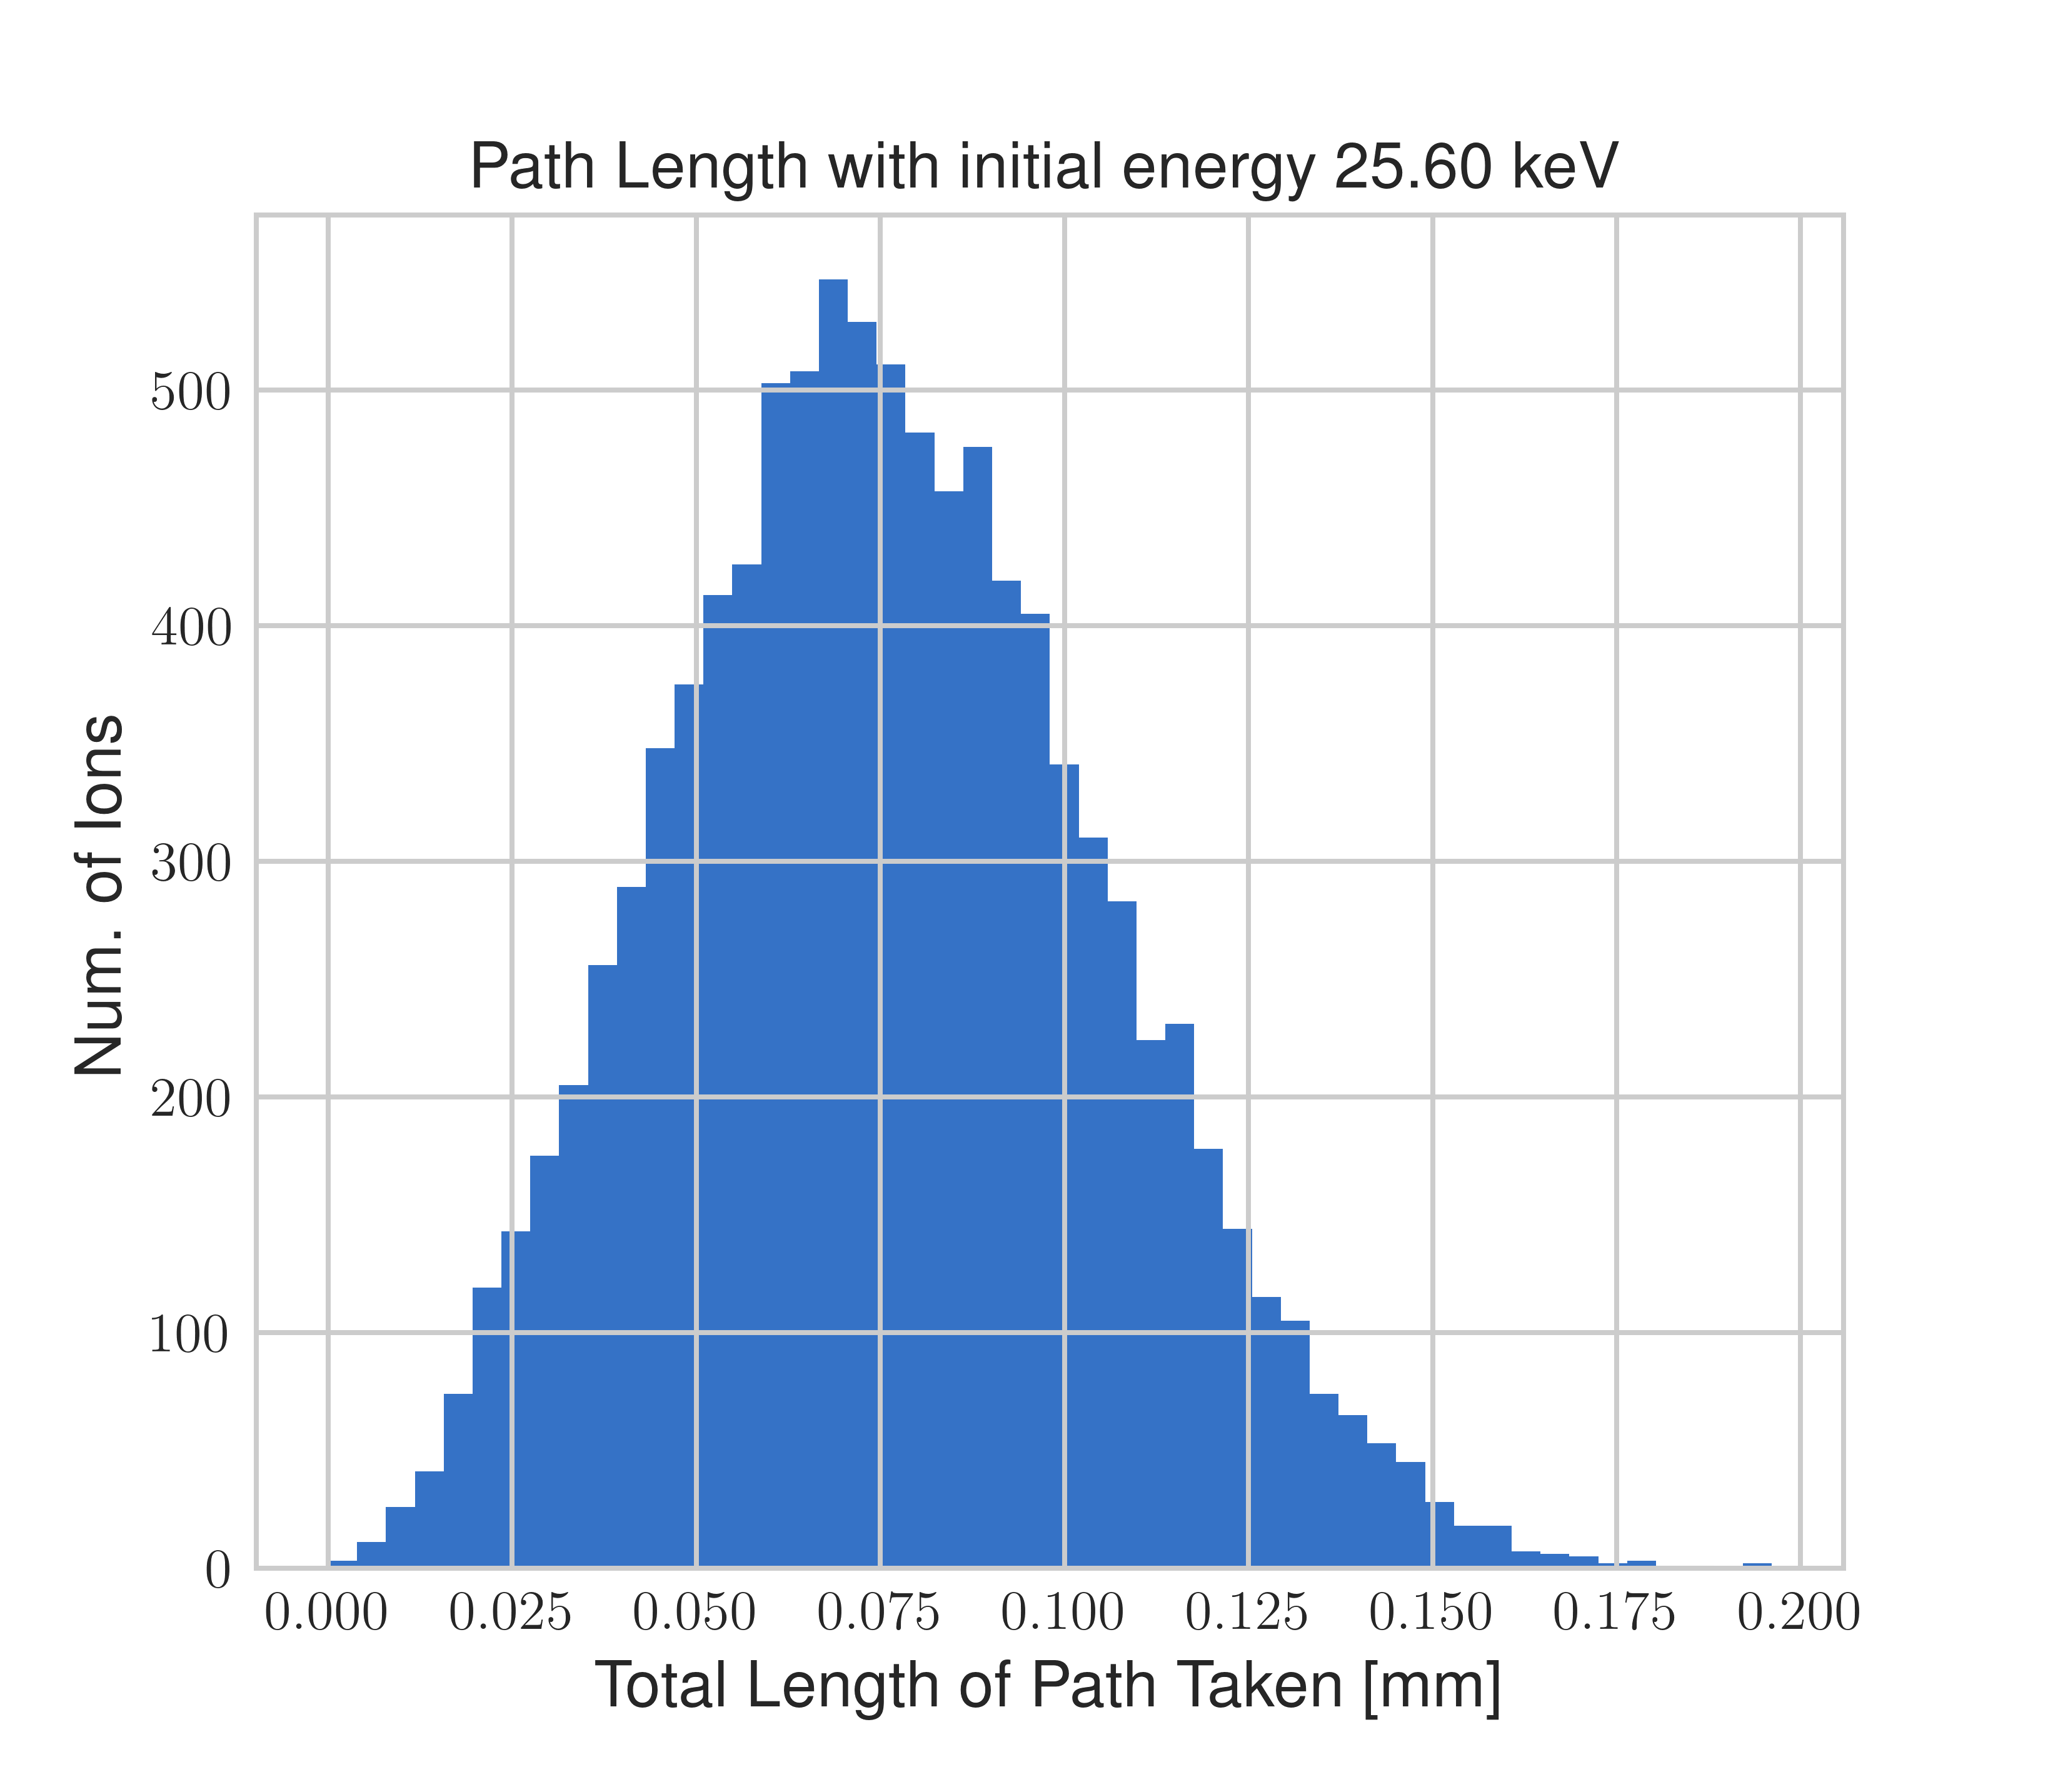 Path Length with initial energy 25.60 keV
Num. of Ions
500
400
300
200
100
0
0.000 0.025 0.050 0.075 0.100 0.125 0.150 0.175 0.200
Total Length of Path Taken [mm]